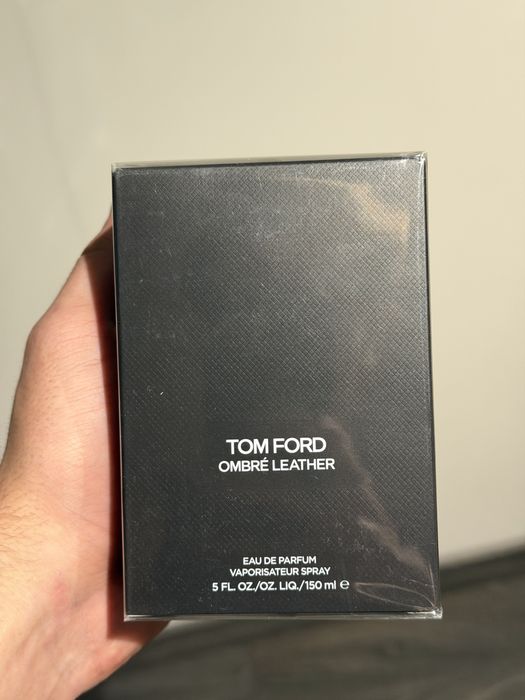 TOM FORD
OMBRÉ LEATHER
EAU DE PARFUM
VAPORISATEUR SPRAY
5 FL. OZ./OZ. LIQ./150 ml ℮